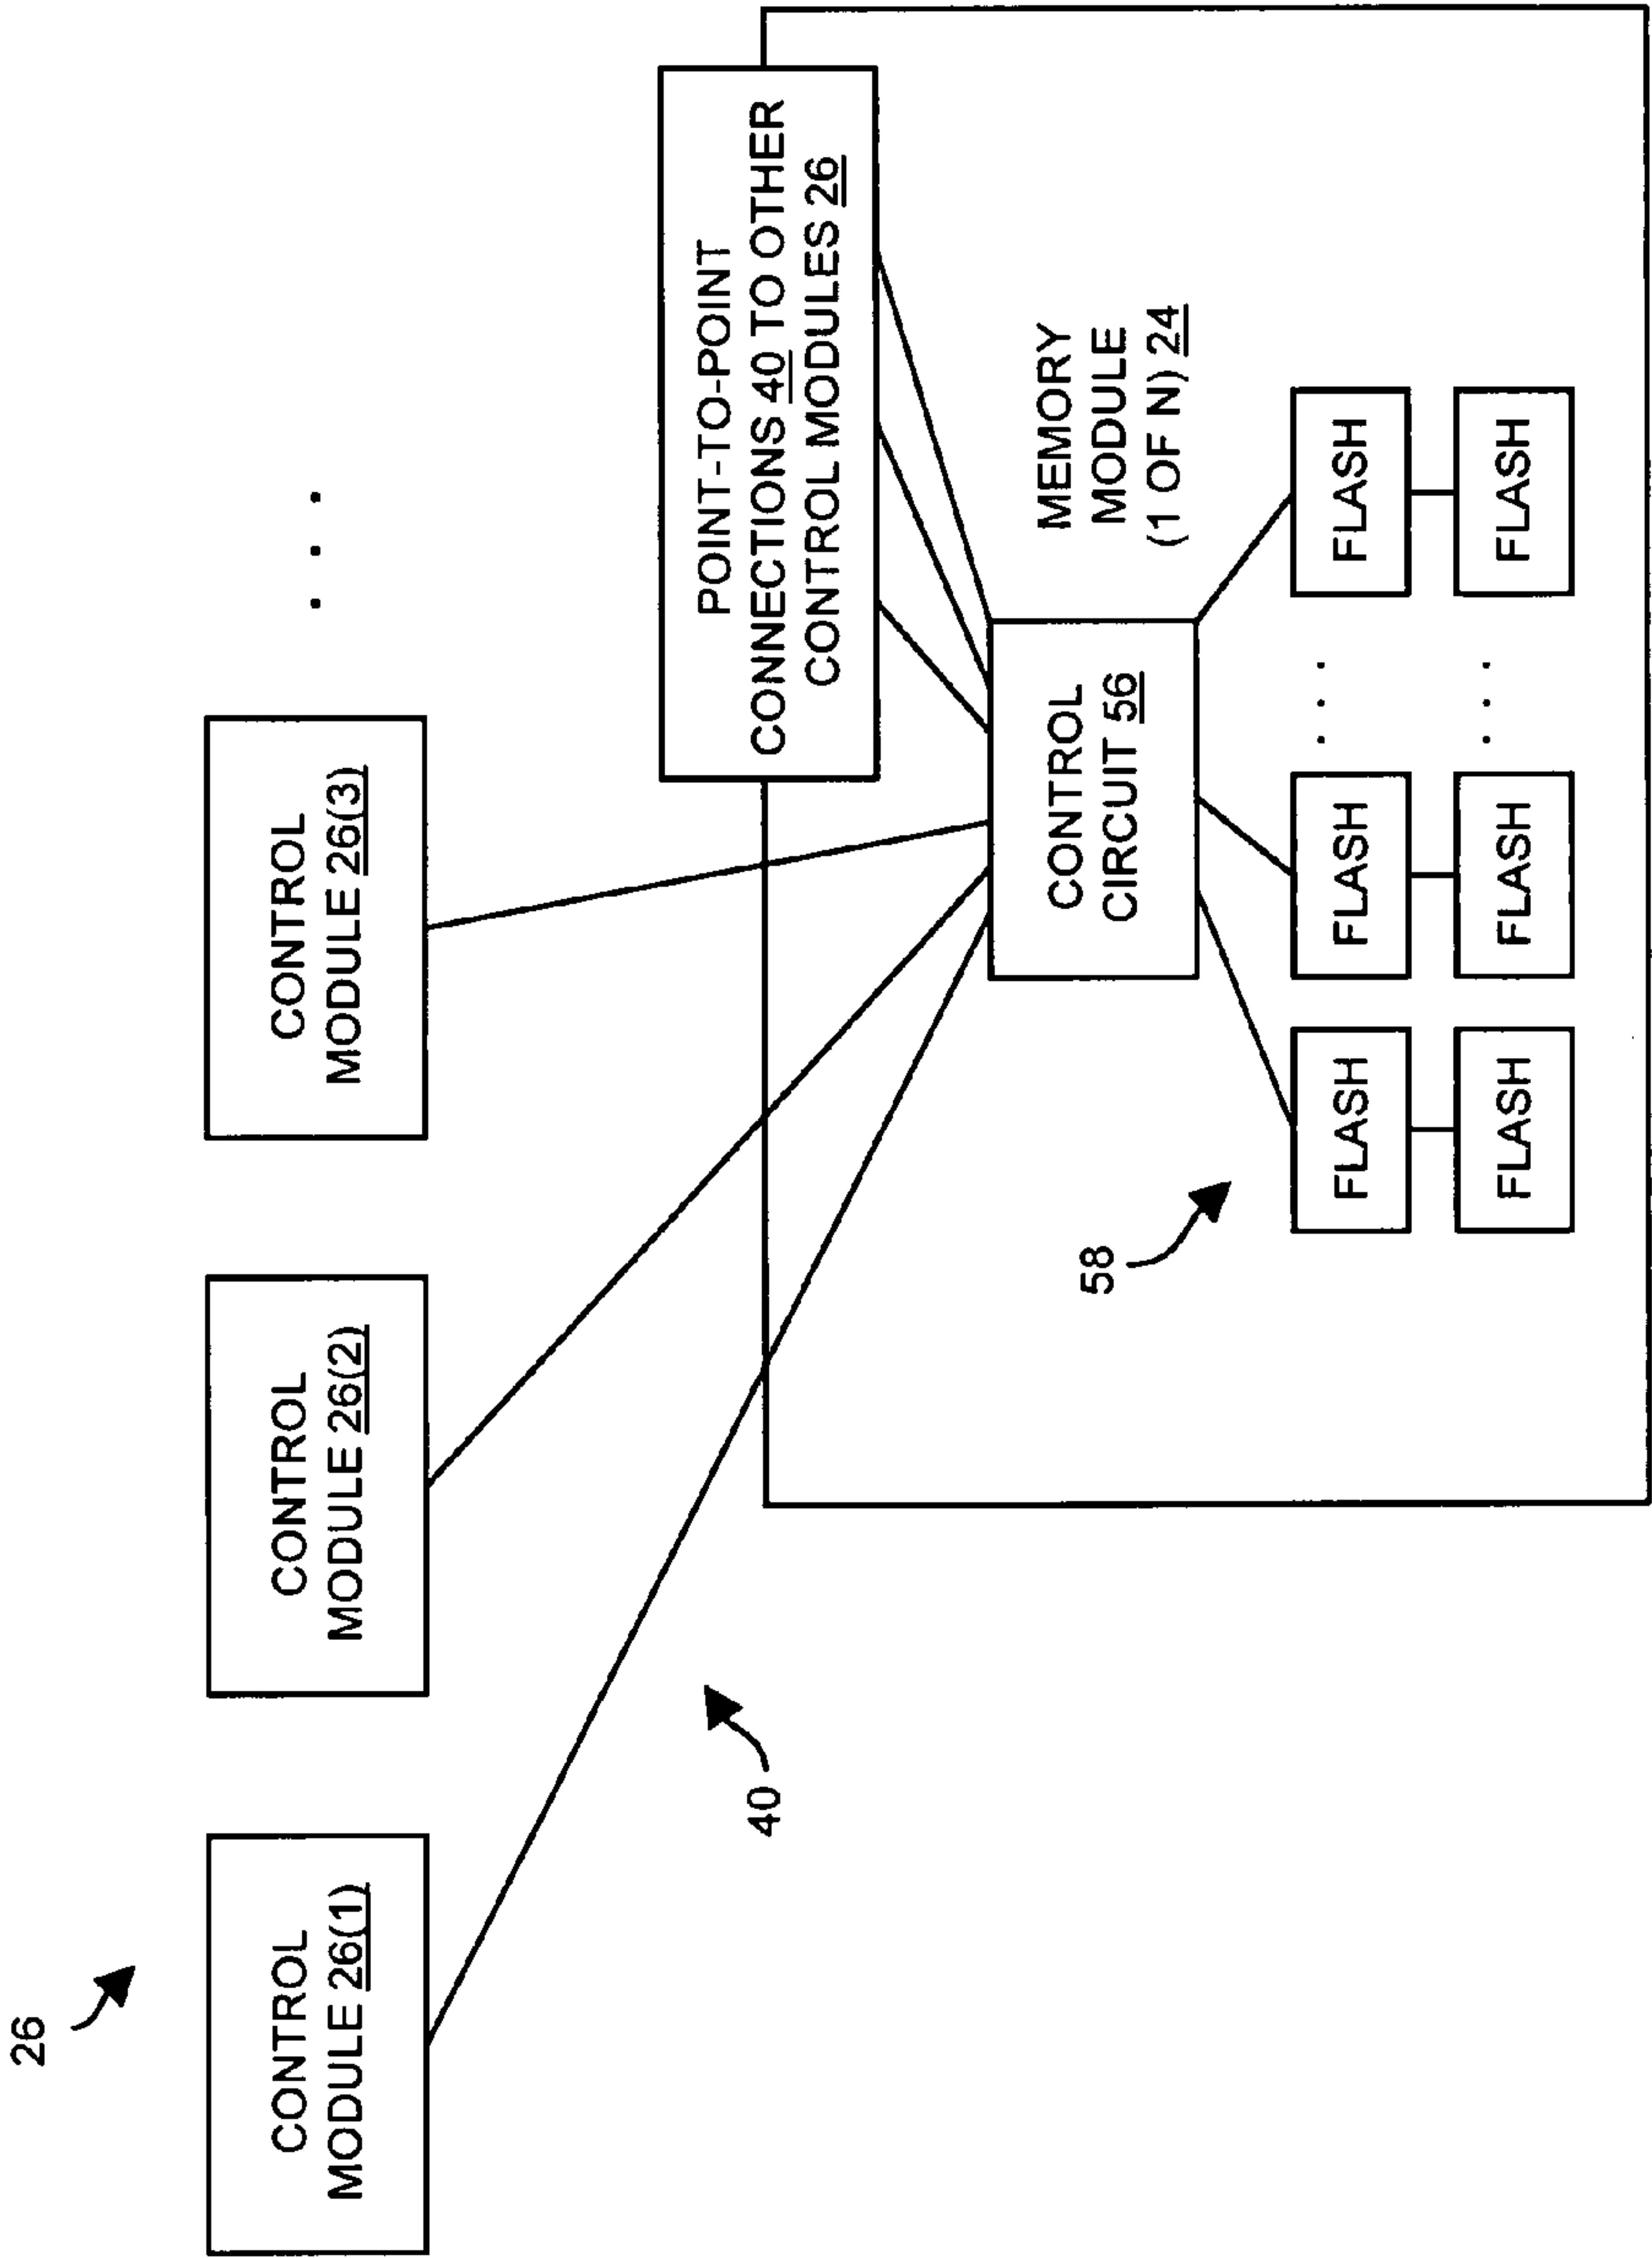 26
CONTROL
MODULE 26(1)
CONTROL
MODULE 26(2)
CONTROL
MODULE 26(3)
. . .
40
POINT-TO-POINT
CONNECTIONS 40 TO OTHER
CONTROL MODULES 26
CONTROL
CIRCUIT 56
MEMORY
MODULE
(1 OF N) 24
58
FLASH
FLASH
. . .
FLASH
FLASH
FLASH
. . .
FLASH